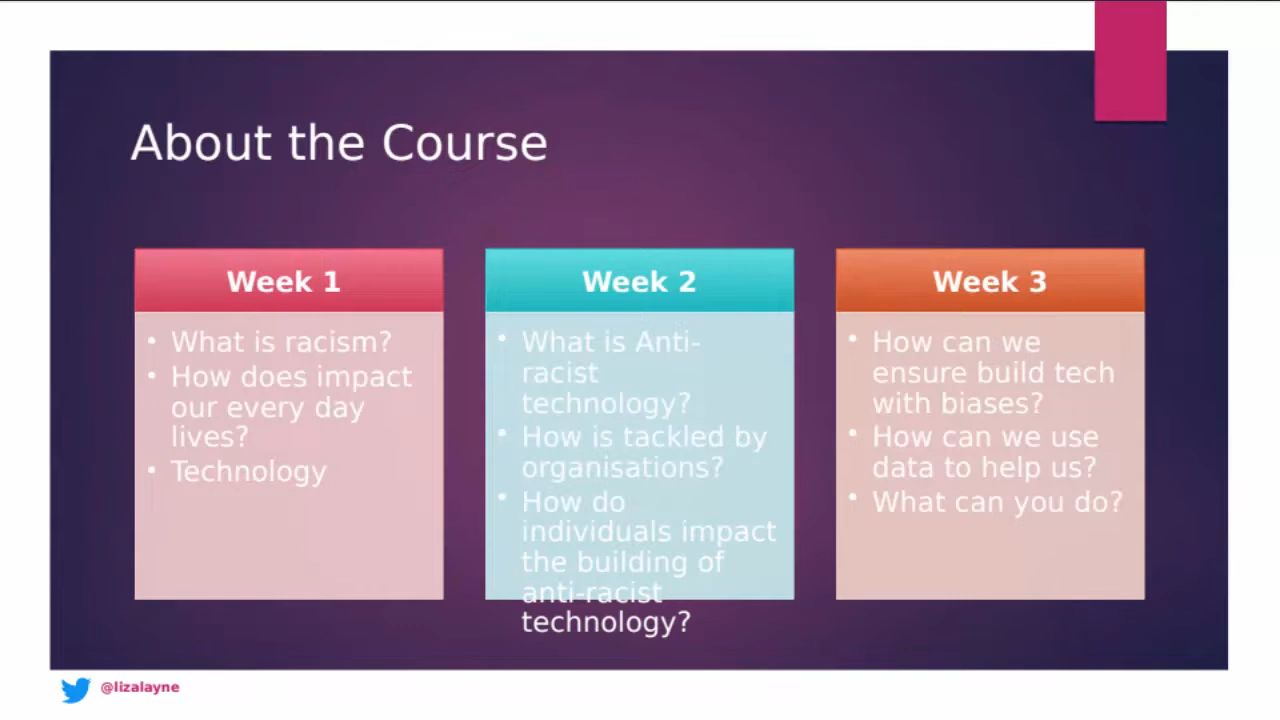 About the Course
Week 1
• What is racism?
• How does impact
our every day
lives?
• Technology
Week 2
• What is Anti-
racist
technology?
• How is tackled by
organisations?
• How do
individuals impact
the building of
anti-racist
technology?
Week 3
• How can we
ensure build tech
with biases?
• How can we use
data to help us?
• What can you do?
@lizalayne